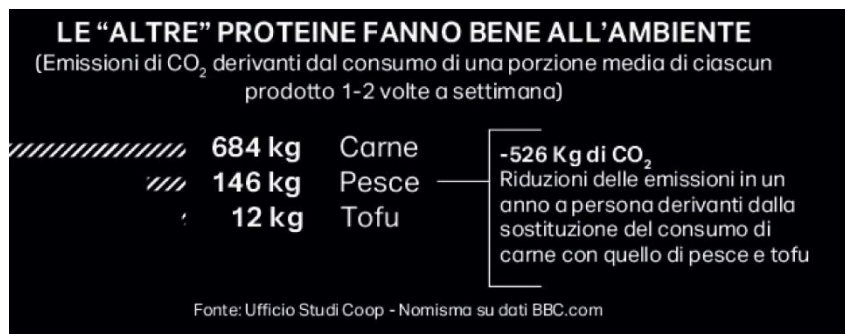 LE “ALTRE” PROTEINE FANNO BENE ALL’AMBIENTE
(Emissioni di CO₂ derivanti dal consumo di una porzione media di ciascun
prodotto 1-2 volte a settimana)
684 kg Carne
146 kg Pesce
12 kg Tofu
-526 Kg di CO₂
Riduzioni delle emissioni in un
anno a persona derivanti dalla
sostituzione del consumo di
carne con quello di pesce e tofu
Fonte: Ufficio Studi Coop - Nomisma su dati BBC.com